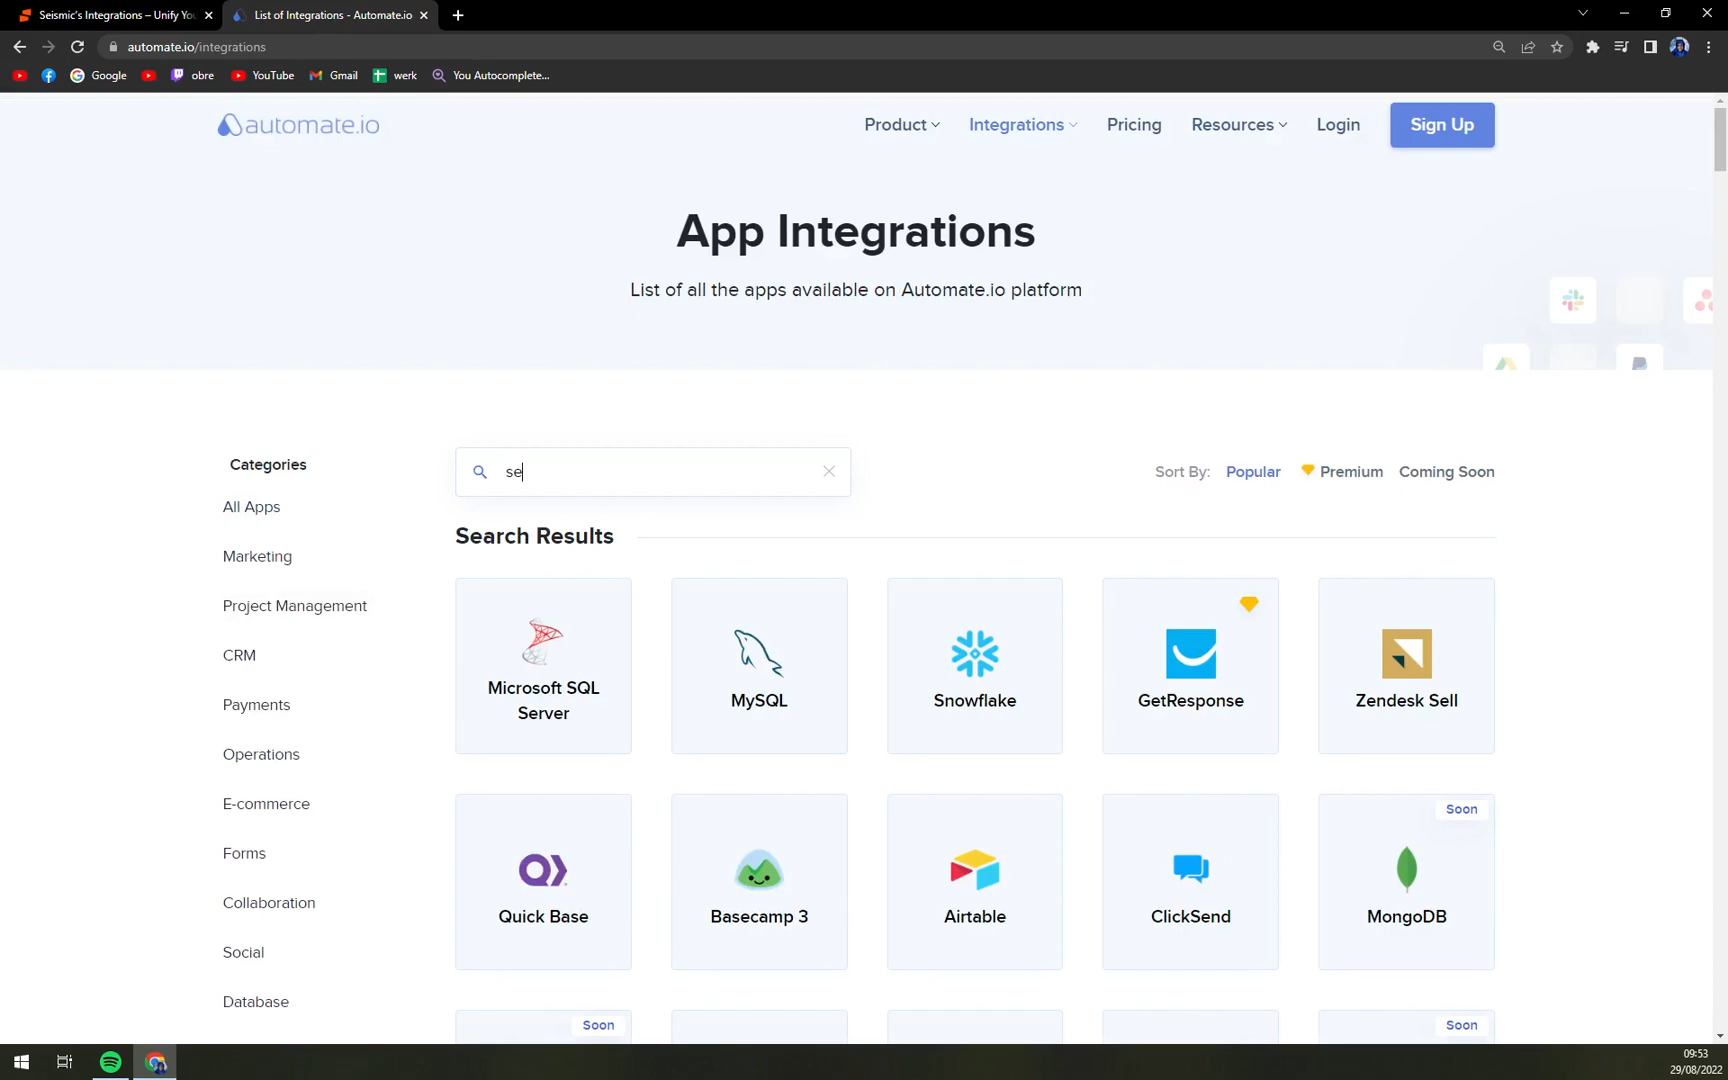 Seismic's Integrations – Unify Yo
List of Integrations - Automate.io
automate.io/integrations
Google
obre
YouTube
Gmail
werk
You Autocomplete...
automate.io
Product
Integrations
Pricing
Resources
Login
Sign Up
App Integrations
List of all the apps available on Automate.io platform
Categories
All Apps
Marketing
Project Management
CRM
Payments
Operations
E-commerce
Forms
Collaboration
Social
Database
se
Sort By:
Popular
Premium
Coming Soon
Search Results
Microsoft SQL
Server
MySQL
Snowflake
GetResponse
Zendesk Sell
Quick Base
Basecamp 3
Airtable
ClickSend
Soon
MongoDB
Soon
Soon
09:53
29/08/2022